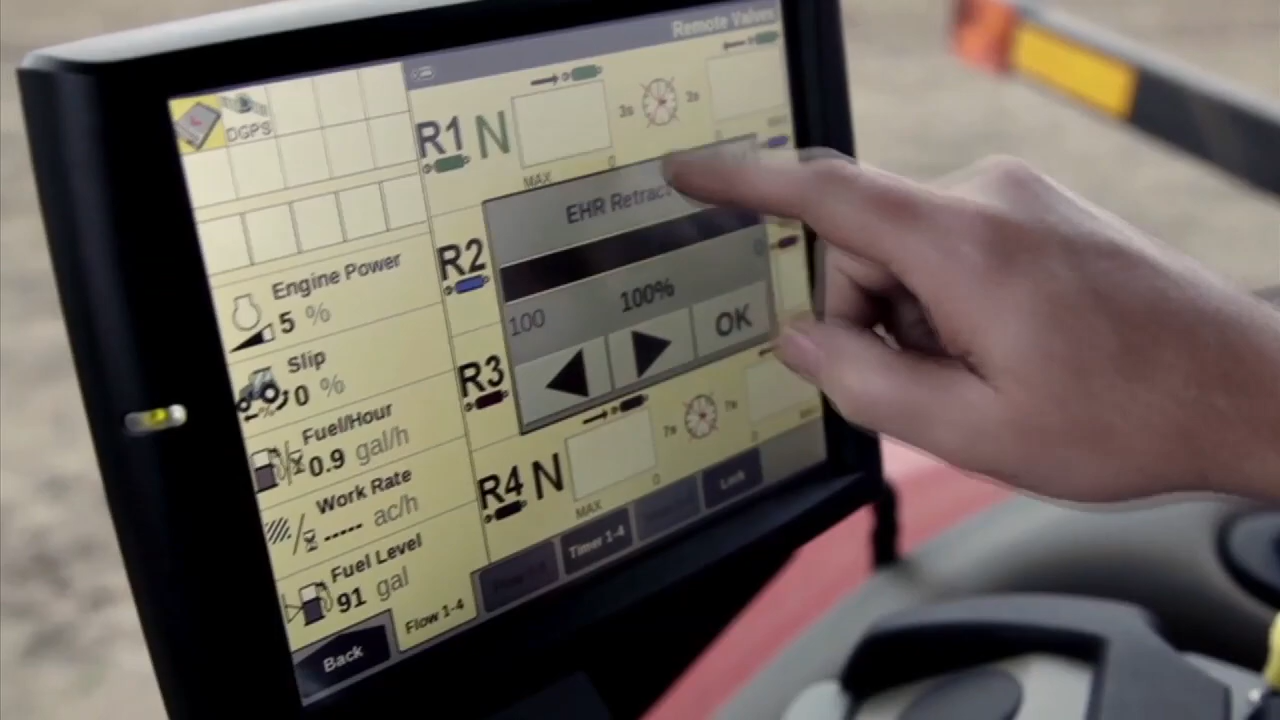 Remote Valves
DGPS
R1 N
3s
3s
MAX
0
EHR Retract
R2
Engine Power
5 %
100%
100
OK
Slip
0 %
R3
Fuel/Hour
0.9 gal/h
7s
7s
R4 N
MAX
0
0
Work Rate
----- ac/h
Fuel Level
91 gal
Back
Flow 1-4
Timer 1-4
Lock